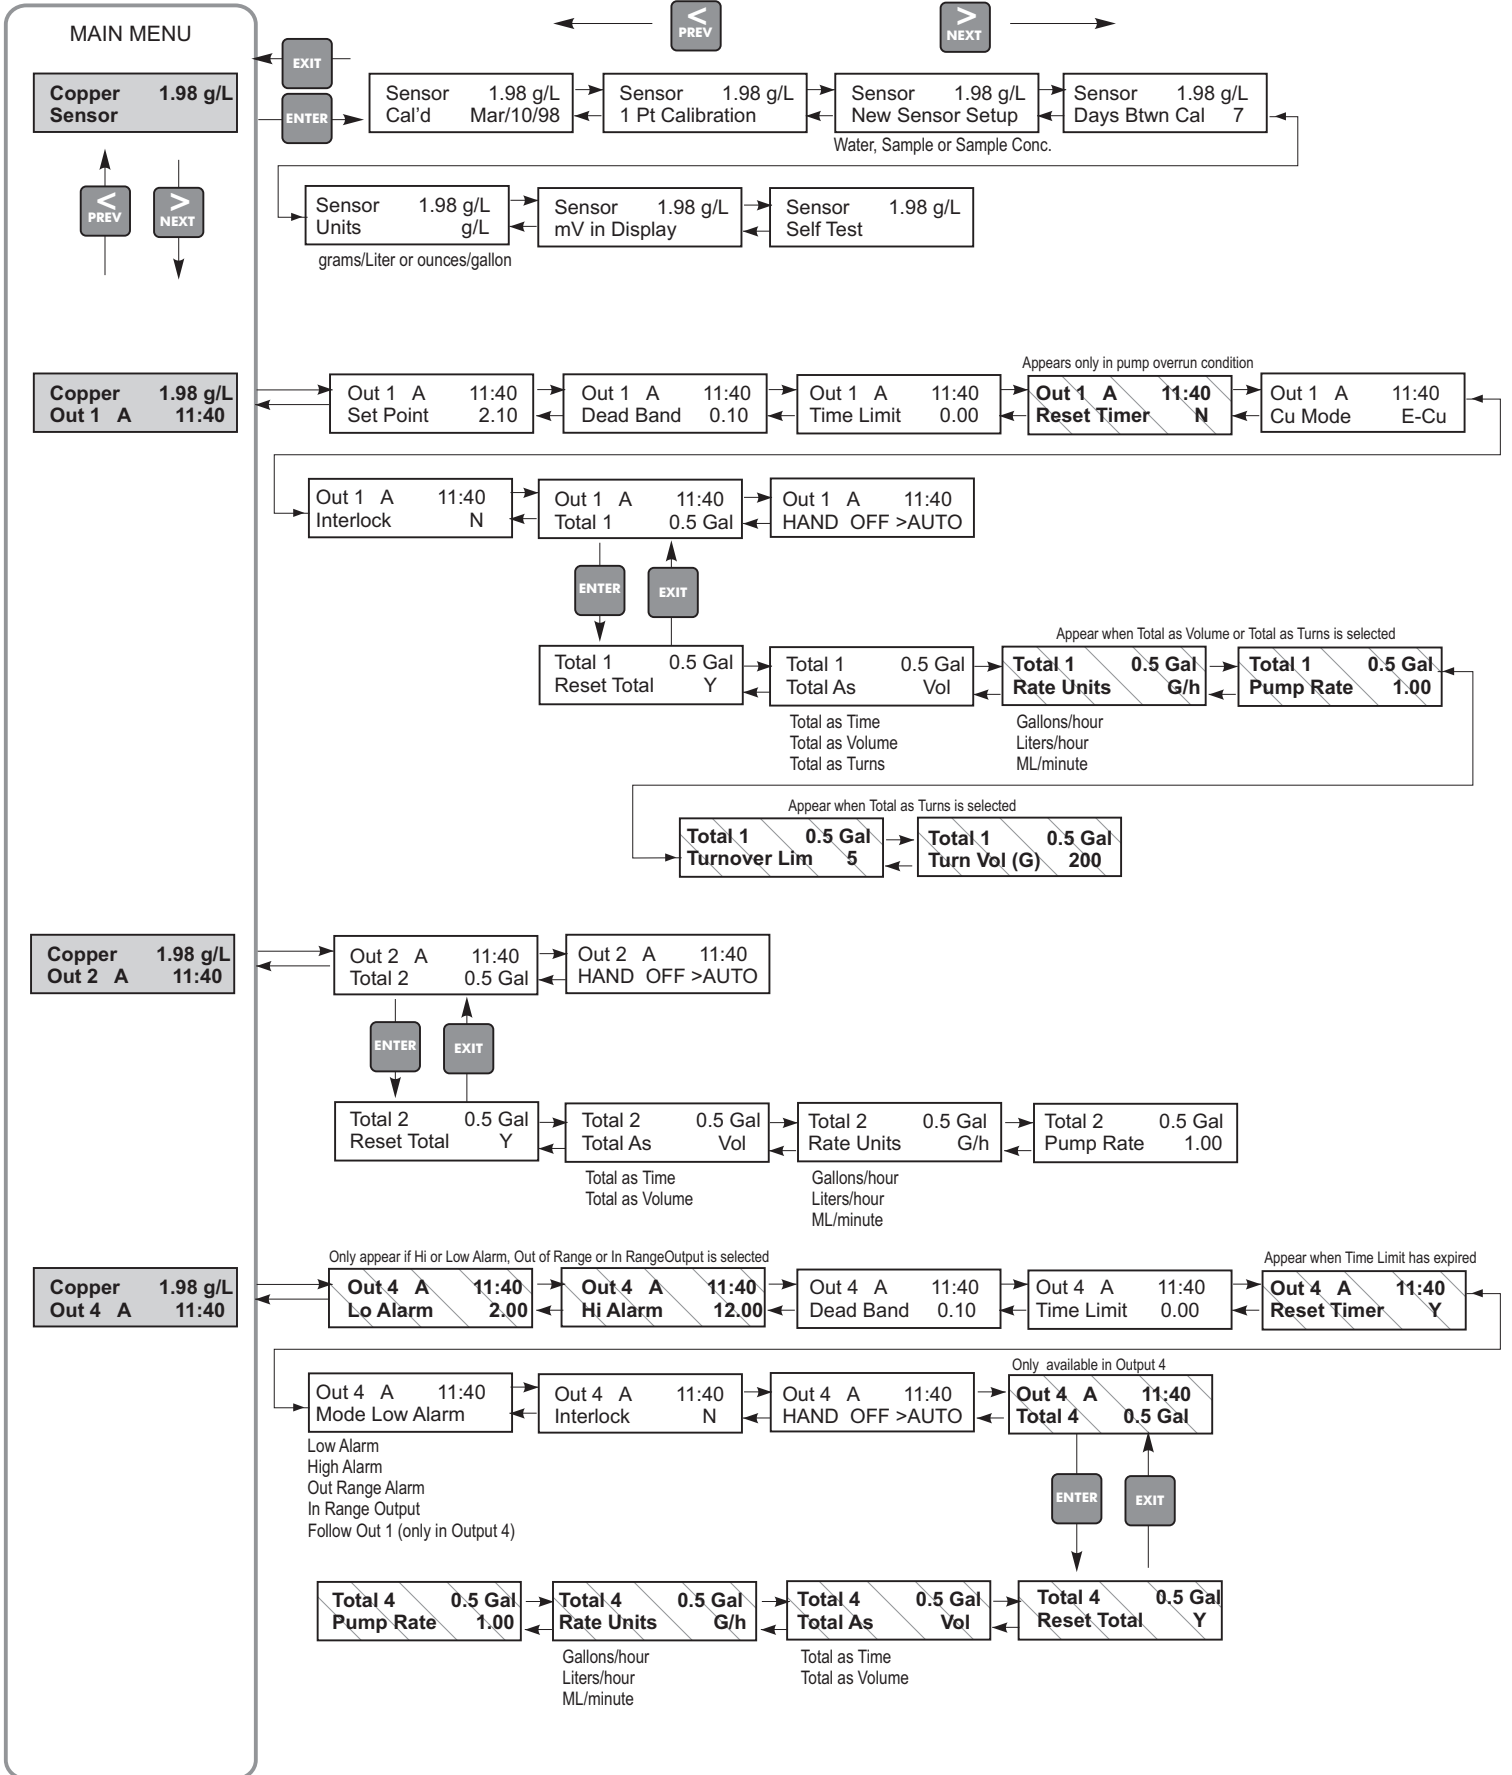 MAIN MENU
<
PREV
>
NEXT
EXIT
ENTER
Copper 1.98 g/L
Sensor
Sensor 1.98 g/L
Cal'd Mar/10/98
Sensor 1.98 g/L
1 Pt Calibration
Sensor 1.98 g/L
New Sensor Setup
Sensor 1.98 g/L
Days Btwn Cal 7
Water, Sample or Sample Conc.
<
PREV
>
NEXT
Sensor 1.98 g/L
Units g/L
Sensor 1.98 g/L
mV in Display
Sensor 1.98 g/L
Self Test
grams/Liter or ounces/gallon
Appears only in pump overrun condition
Copper 1.98 g/L
Out 1 A 11:40
Out 1 A 11:40
Set Point 2.10
Out 1 A 11:40
Dead Band 0.10
Out 1 A 11:40
Time Limit 0.00
Out 1 A 11:40
Reset Timer N
Out 1 A 11:40
Cu Mode E-Cu
Out 1 A 11:40
Interlock N
Out 1 A 11:40
Total 1 0.5 Gal
Out 1 A 11:40
HAND OFF >AUTO
ENTER
EXIT
Appear when Total as Volume or Total as Turns is selected
Total 1 0.5 Gal
Reset Total Y
Total 1 0.5 Gal
Total As Vol
Total 1 0.5 Gal
Rate Units G/h
Total 1 0.5 Gal
Pump Rate 1.00
Total as Time
Total as Volume
Total as Turns
Gallons/hour
Liters/hour
ML/minute
Appear when Total as Turns is selected
Total 1 0.5 Gal
Turnover Lim 5
Total 1 0.5 Gal
Turn Vol (G) 200
Copper 1.98 g/L
Out 2 A 11:40
Out 2 A 11:40
Total 2 0.5 Gal
Out 2 A 11:40
HAND OFF >AUTO
ENTER
EXIT
Total 2 0.5 Gal
Reset Total Y
Total 2 0.5 Gal
Total As Vol
Total 2 0.5 Gal
Rate Units G/h
Total 2 0.5 Gal
Pump Rate 1.00
Total as Time
Total as Volume
Gallons/hour
Liters/hour
ML/minute
Only appear if Hi or Low Alarm, Out of Range or In RangeOutput is selected
Appear when Time Limit has expired
Copper 1.98 g/L
Out 4 A 11:40
Out 4 A 11:40
Lo Alarm 2.00
Out 4 A 11:40
Hi Alarm 12.00
Out 4 A 11:40
Dead Band 0.10
Out 4 A 11:40
Time Limit 0.00
Out 4 A 11:40
Reset Timer Y
Only available in Output 4
Out 4 A 11:40
Mode Low Alarm
Out 4 A 11:40
Interlock N
Out 4 A 11:40
HAND OFF >AUTO
Out 4 A 11:40
Total 4 0.5 Gal
Low Alarm
High Alarm
Out Range Alarm
In Range Output
Follow Out 1 (only in Output 4)
ENTER
EXIT
Total 4 0.5 Gal
Pump Rate 1.00
Total 4 0.5 Gal
Rate Units G/h
Total 4 0.5 Gal
Total As Vol
Total 4 0.5 Gal
Reset Total Y
Gallons/hour
Liters/hour
ML/minute
Total as Time
Total as Volume